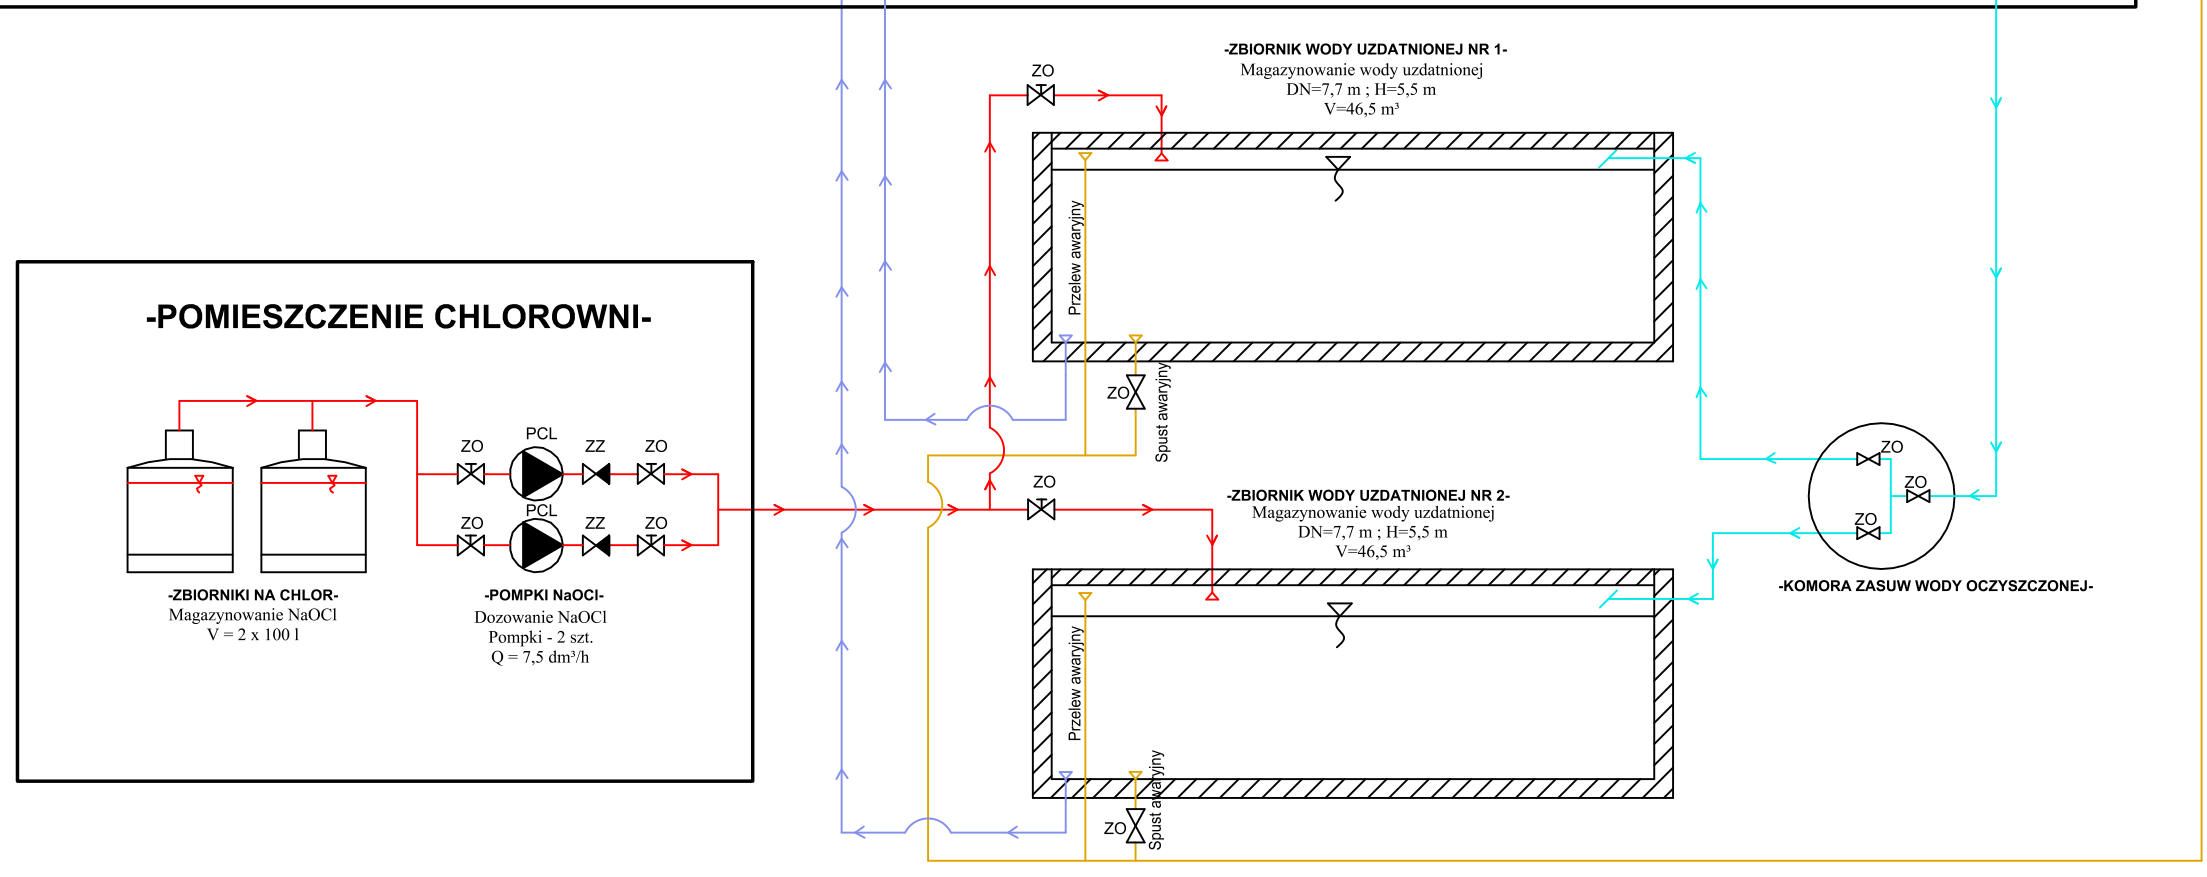 -ZBIORNIK WODY UZDATNIONEJ NR 1-
Magazynowanie wody uzdatnionej
DN=7,7 m ; H=5,5 m
V=46,5 m³
ZO
Przelew awaryjny
ZO
Spust awaryjny
-POMIESZCZENIE CHLOROWNI-
ZO
PCL
ZZ
ZO
ZO
PCL
ZZ
ZO
-ZBIORNIKI NA CHLOR-
Magazynowanie NaOCl
V = 2 x 100 l
-POMPKI NaOCl-
Dozowanie NaOCl
Pompki - 2 szt.
Q = 7,5 dm³/h
ZO
-ZBIORNIK WODY UZDATNIONEJ NR 2-
Magazynowanie wody uzdatnionej
DN=7,7 m ; H=5,5 m
V=46,5 m³
Przelew awaryjny
ZO
Spust awaryjny
ZO
ZO
ZO
-KOMORA ZASUW WODY OCZYSZCZONEJ-